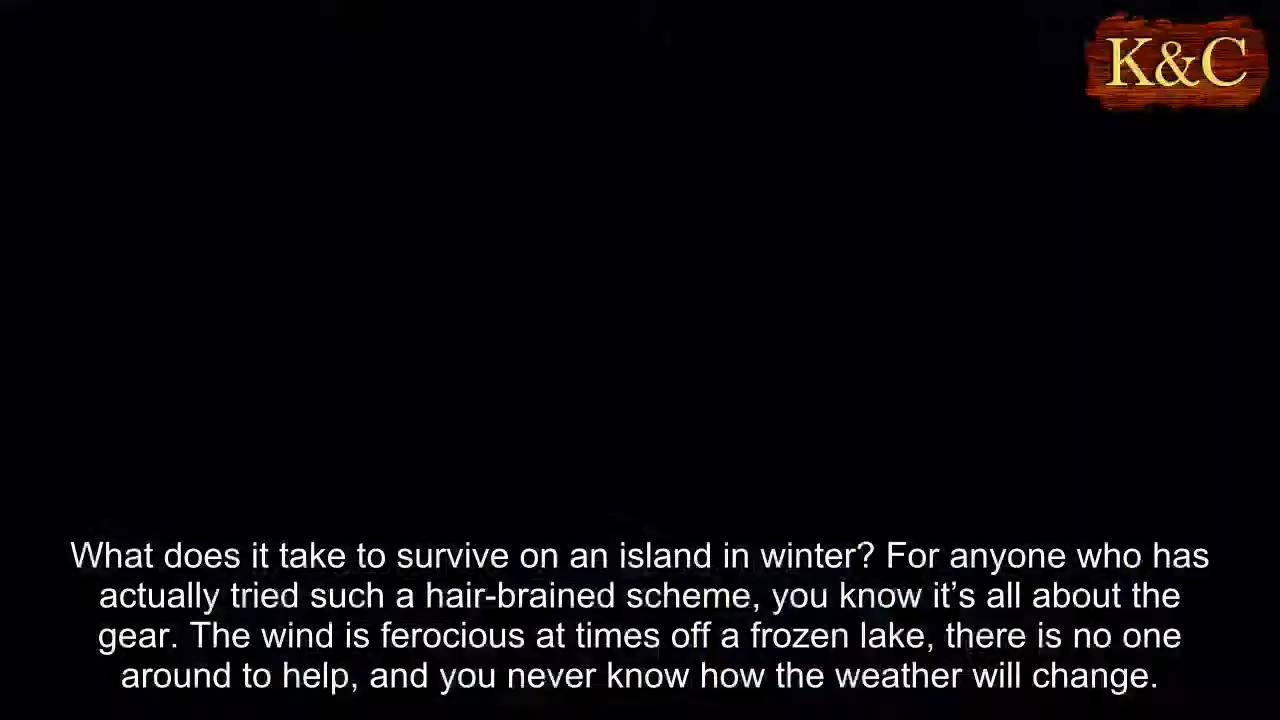 K&C
What does it take to survive on an island in winter? For anyone who has
actually tried such a hair-brained scheme, you know it’s all about the
gear. The wind is ferocious at times off a frozen lake, there is no one
around to help, and you never know how the weather will change.